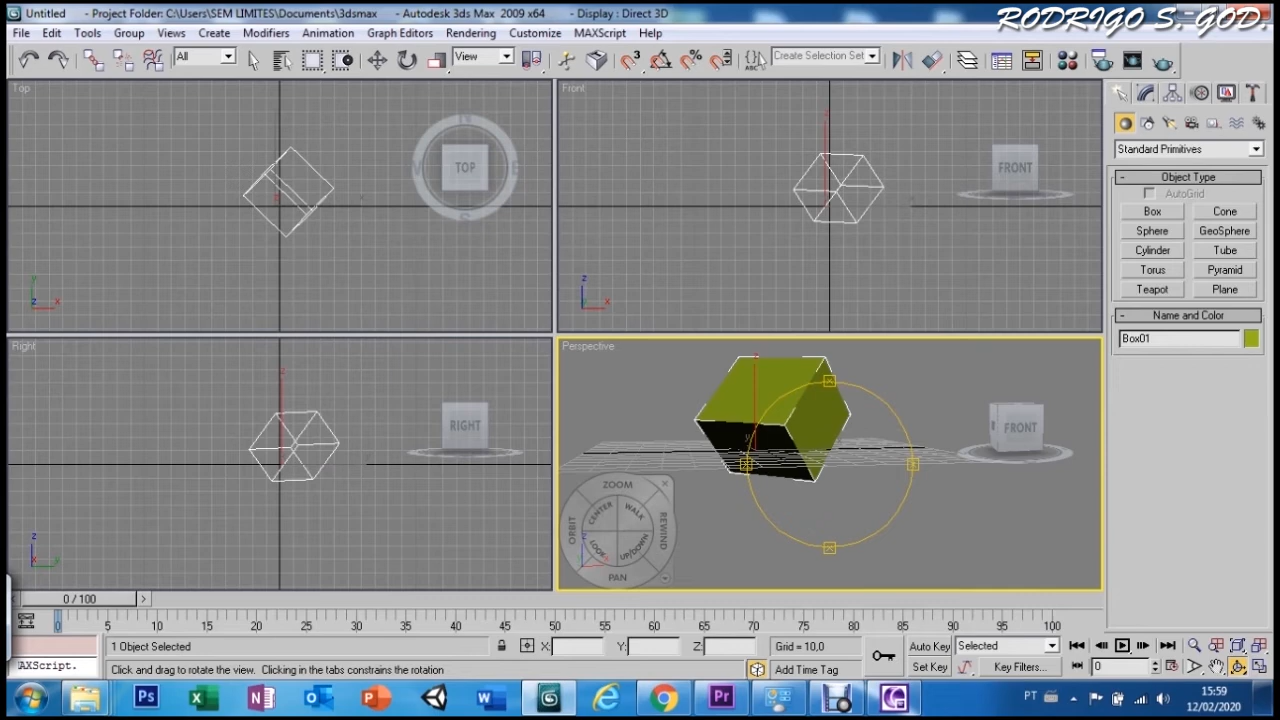 Untitled - Project Folder: C:\Users\SEM LIMITES\Documents\3dsmax - Autodesk 3ds Max 2009 x64 - Display : Direct 3D
RODRIGO S. GOD.
File Edit Tools Group Views Create Modifiers Animation Graph Editors Rendering Customize MAXScript Help
All View Create Selection Set
Top
TOP
S
y
z x
Front
FRONT
z
x
Standard Primitives
- Object Type
AutoGrid
Box Cone
Sphere GeoSphere
Cylinder Tube
Torus Pyramid
Teapot Plane
- Name and Color
Box01
Right
RIGHT
z
x y
Perspective
FRONT
ZOOM
ORBIT CENTER WALK REWIND
LOOK UP/DOWN
PAN
0 / 100 >
0 5 10 15 20 25 30 35 40 45 50 55 60 65 70 75 80 85 90 95 100
1 Object Selected X: Y: Z: Grid = 10,0 Auto Key Selected
AXScript. Click and drag to rotate the view. Clicking in the tabs constrains the rotation Add Time Tag Set Key Key Filters... 0
Ps Pr
PT 15:59
12/02/2020